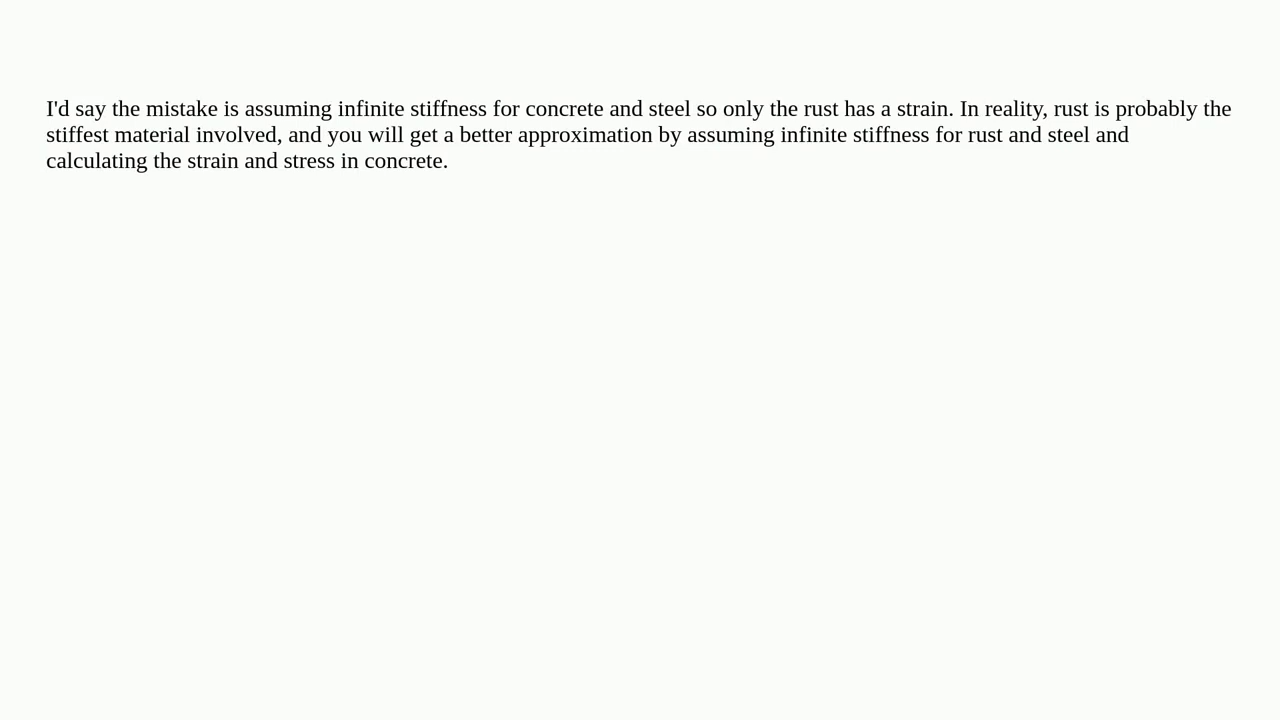 I'd say the mistake is assuming infinite stiffness for concrete and steel so only the rust has a strain. In reality, rust is probably the
stiffest material involved, and you will get a better approximation by assuming infinite stiffness for rust and steel and
calculating the strain and stress in concrete.